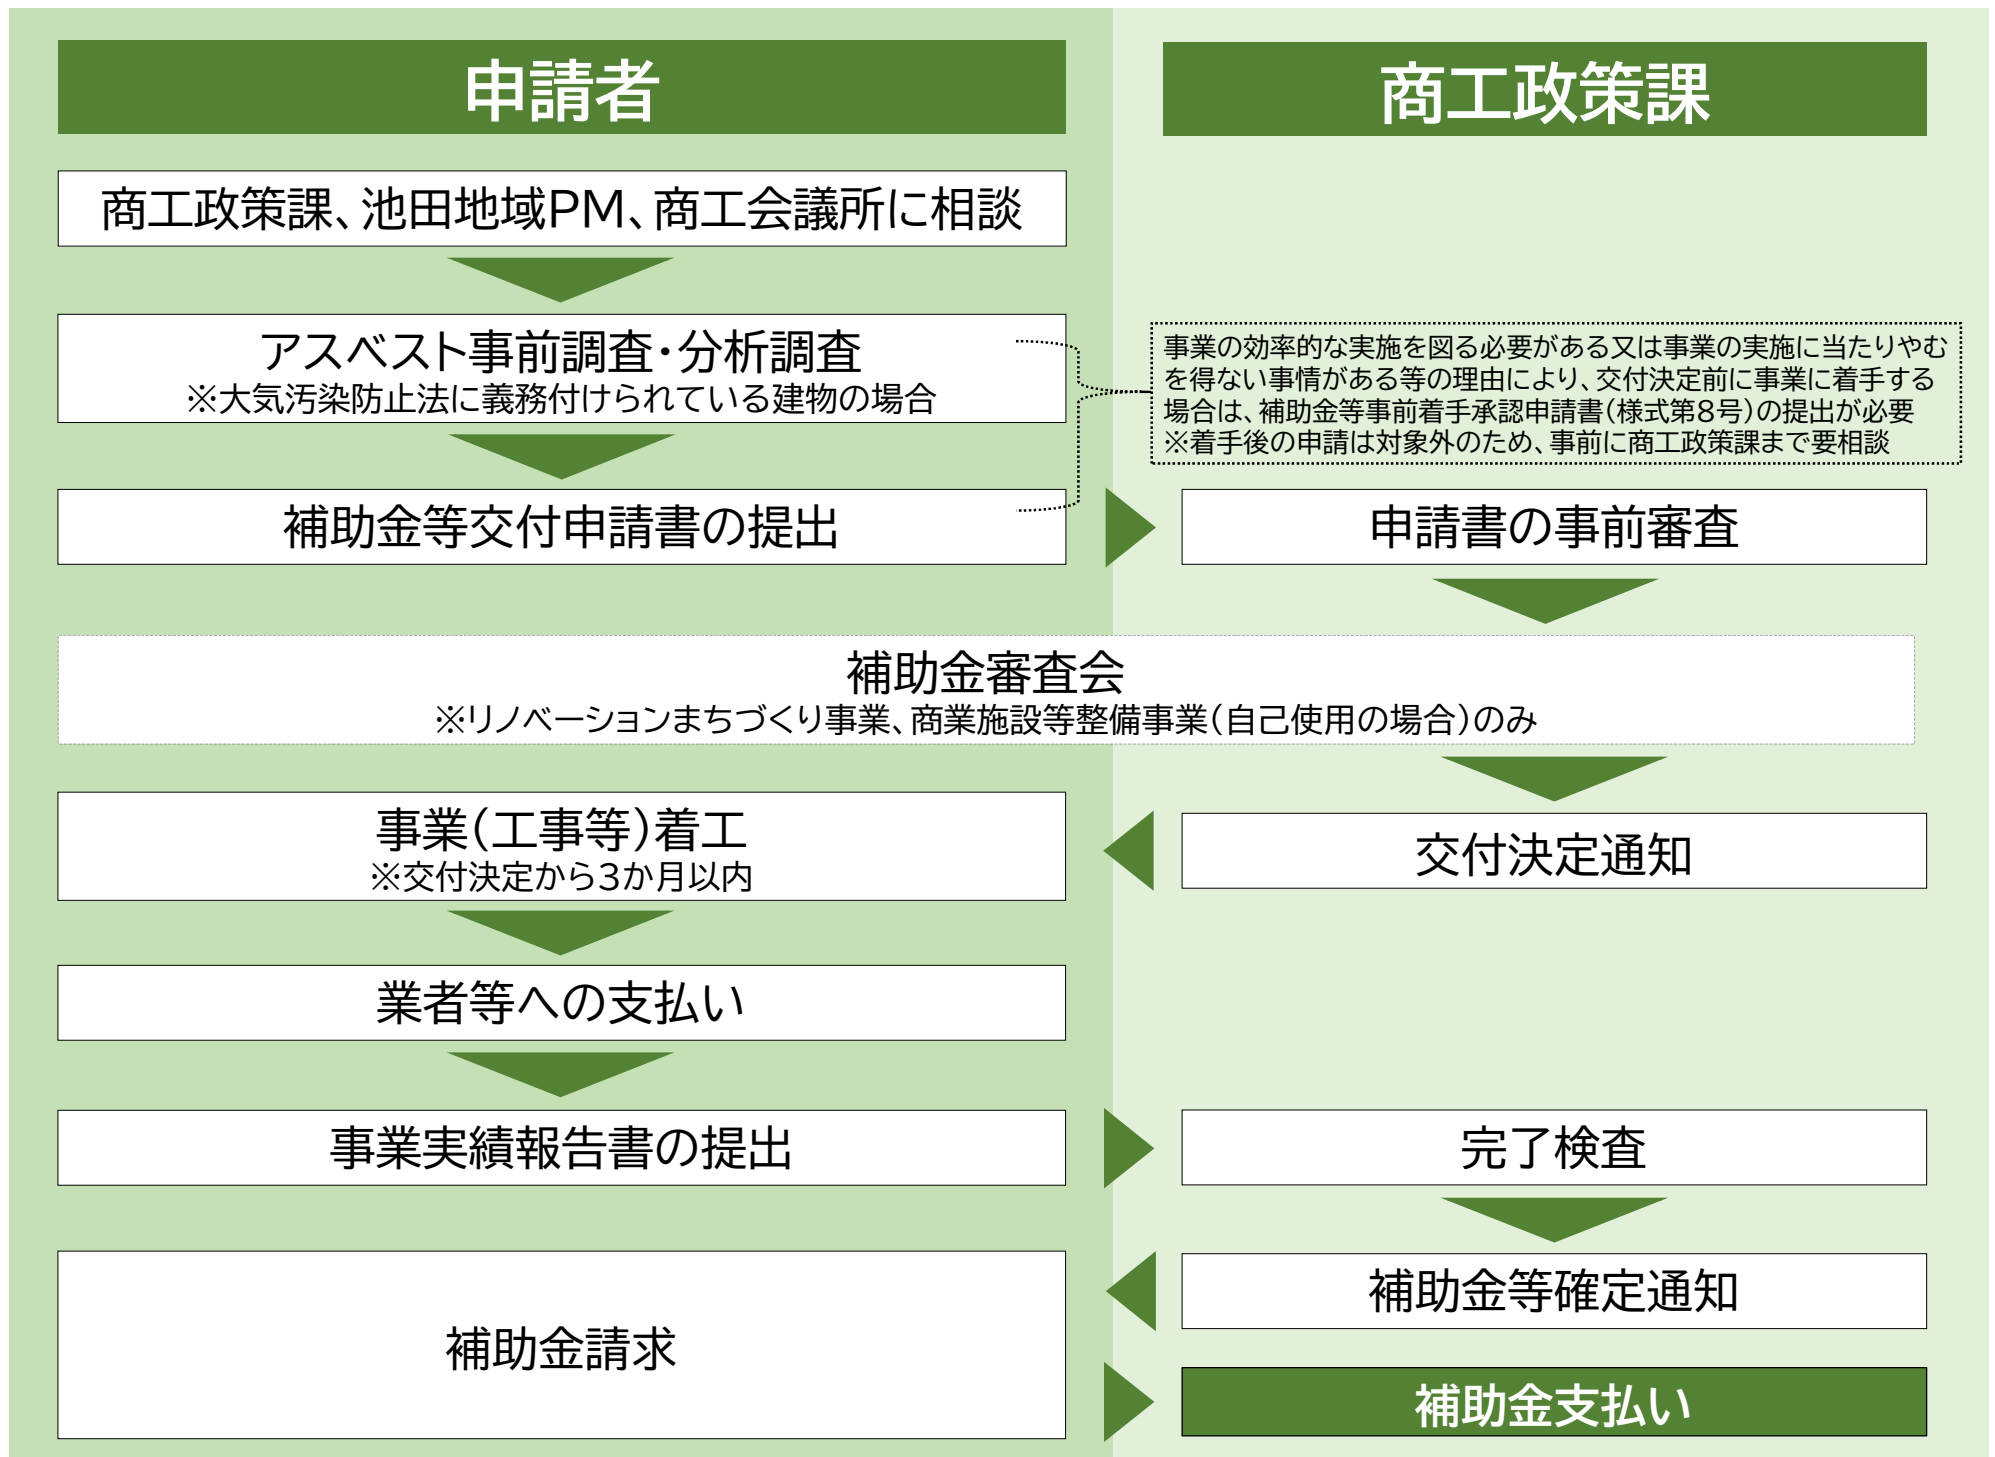 申請者
商工政策課
商工政策課、池田地域PM、商工会議所に相談
アスベスト事前調査・分析調査
※大気汚染防止法に義務付けられている建物の場合
事業の効率的な実施を図る必要がある又は事業の実施に当たりやむ
を得ない事情がある等の理由により、交付決定前に事業に着手する
場合は、補助金等事前着手承認申請書(様式第8号)の提出が必要
※着手後の申請は対象外のため、事前に商工政策課まで要相談
補助金等交付申請書の提出
申請書の事前審査
補助金審査会
※リノベーションまちづくり事業、商業施設等整備事業(自己使用の場合)のみ
事業(工事等)着工
※交付決定から3か月以内
交付決定通知
業者等への支払い
事業実績報告書の提出
完了検査
補助金等確定通知
補助金請求
補助金支払い